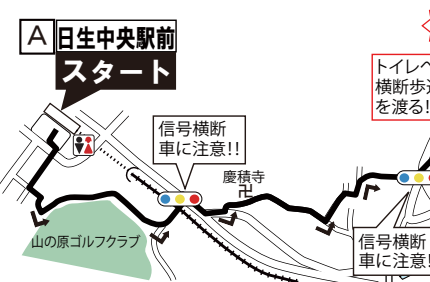 A 日生中央駅前
スタート
信号横断
車に注意!!
慶積寺
卍
山の原ゴルフクラブ
トイレへ
横断歩道
を渡る!
信号横断
車に注意!